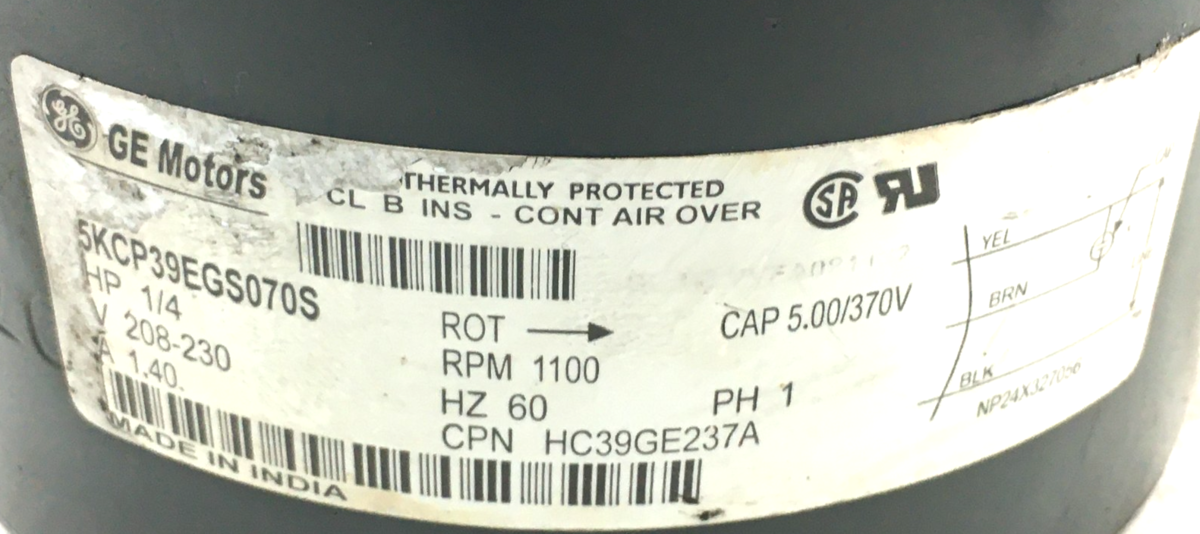 GE Motors
THERMALLY PROTECTED
CL B INS - CONT AIR OVER
5KCP39EGS070S
HP 1/4
V 208-230
A 1.40
ROT
RPM 1100
HZ 60
CPN HC39GE237A
CAP 5.00/370V
PH 1
YEL
BRN
BLK
NP24X327056
MADE IN INDIA